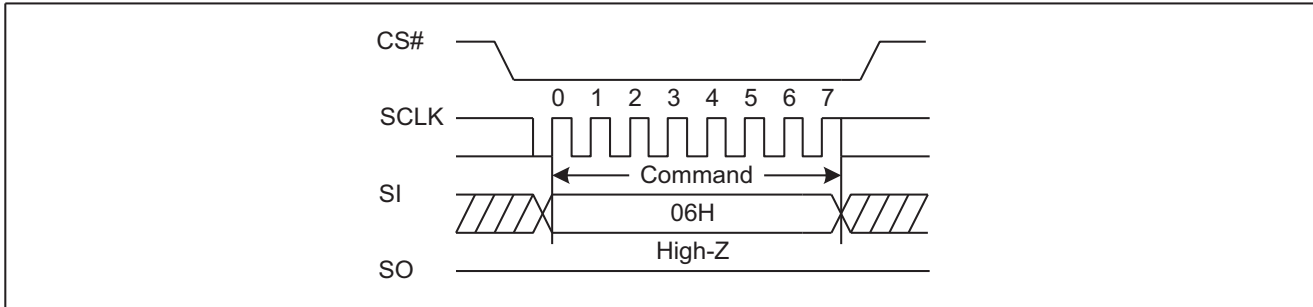 CS#
0 1 2 3 4 5 6 7
SCLK
Command
SI
06H
High-Z
SO